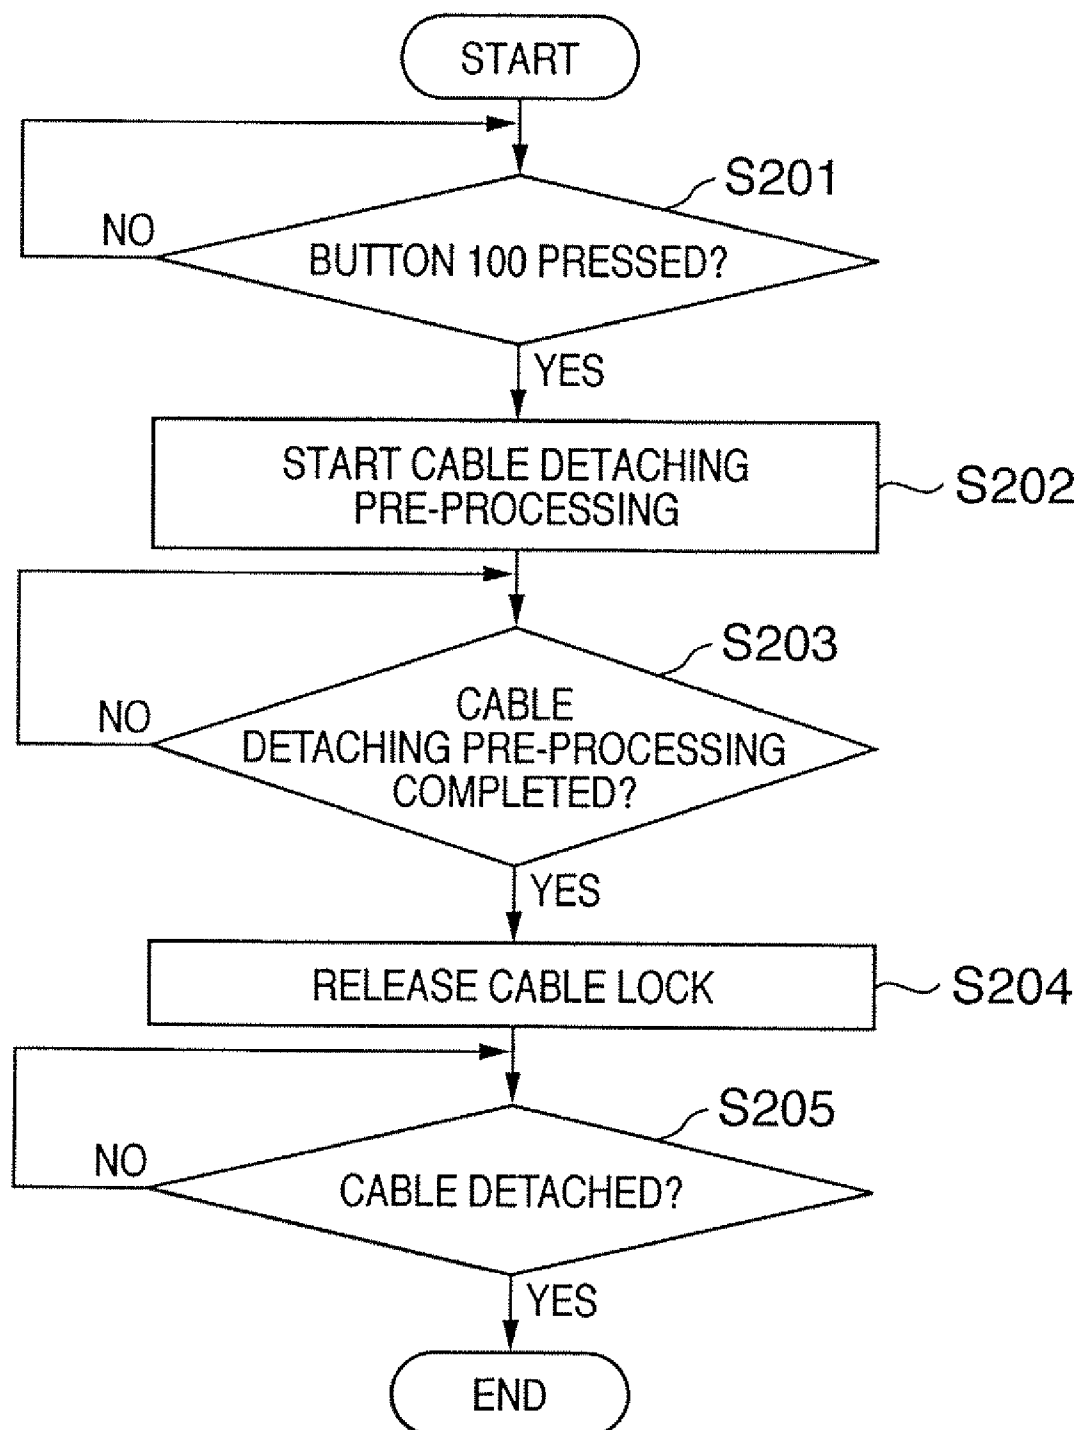 START
S201
NO
BUTTON 100 PRESSED?
YES
START CABLE DETACHING
PRE-PROCESSING
S202
S203
NO
CABLE
DETACHING PRE-PROCESSING
COMPLETED?
YES
RELEASE CABLE LOCK
S204
S205
NO
CABLE DETACHED?
YES
END